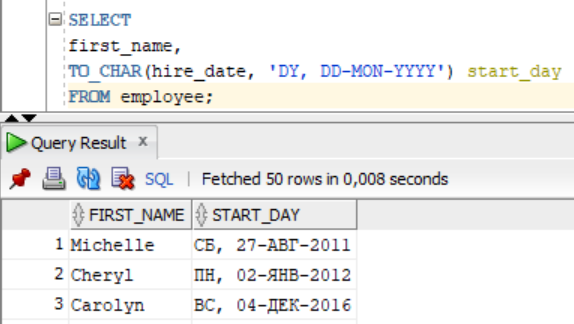 SELECT
first_name,
TO_CHAR(hire_date, 'DY, DD-MON-YYYY') start_day
FROM employee;
Query Result x
SQL | Fetched 50 rows in 0,008 seconds
FIRST_NAME START_DAY
1 Michelle СБ, 27-АВГ-2011
2 Cheryl ПН, 02-ЯНВ-2012
3 Carolyn ВС, 04-ДЕК-2016